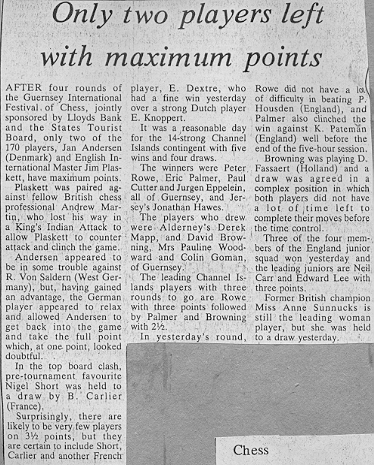 Only two players left
with maximum points
AFTER four rounds of
the Guernsey International
Festival of Chess, jointly
sponsored by Lloyds Bank
and the States Tourist
Board, only two of the
170 players, Jan Andersen
(Denmark) and English In-
ternational Master Jim Plas-
kett, have maximum points.
Plaskett was paired ag-
ainst fellow British chess
professional Andrew Mar-
tin, who lost his way in
a King's Indian Attack to
allow Plaskett to counter
attack and clinch the game.
Andersen appeared to
be in some trouble against
R. Von Saldern (West Ger-
many), but, having gained
an advantage, the German
player appeared to relax
and allowed Andersen to
get back into the game
and take the full point
which, at one point, looked
doubtful.
In the top board clash,
pre-tournament favourite
Nigel Short was held to
a draw by B. Carlier
(France).
Surprisingly, there are
likely to be very few players
on 3½ points, but they
are certain to include Short,
Carlier and another French
player, E. Dextre, who
had a fine win yesterday
over a strong Dutch player
E. Knoppert.
It was a reasonable day
for the 14-strong Channel
Islands contingent with five
wins and four draws.
The winners were Peter
Rowe, Eric Palmer, Paul
Cutter and Jurgen Eppelein,
all of Guernsey, and Jer-
sey's Jonathan Hawes.
The players who drew
were Alderney's Derek
Mapp, and David Brow-
ning, Mrs Pauline Wood-
ward and Colin Goman,
of Guernsey.
The leading Channel Is-
lands players with three
rounds to go are Rowe
with three points followed
by Palmer and Browning
with 2½.
In yesterday's round,
Rowe did not have a
of difficulty in beating P.
Housden (England), and
Palmer also clinched the
win against K. Pateman
(England) well before the
end of the five-hour session.
Browning was playing D.
Passaert (Holland) and a
draw was agreed in a
complex position in which
both players did not have
a lot of time left to
complete their moves before
the time control.
Three of the four mem-
bers of the England junior
squad won yesterday and
the leading juniors are Neil
Carr and Edward Lee with
three points.
Former British champion
Miss Anne Sunnucks is
still the leading woman
player, but she was held
to a draw yesterday.
Chess